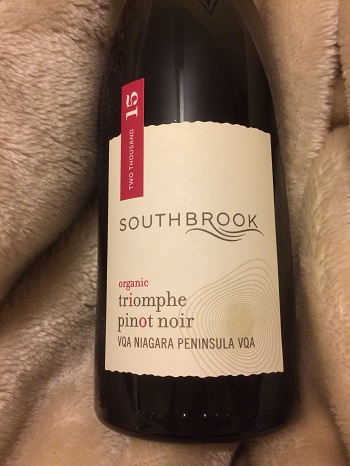 TWO THOUSAND 15
SOUTHBROOK
organic
triomphe
pinot noir
VQA NIAGARA PENINSULA VQA